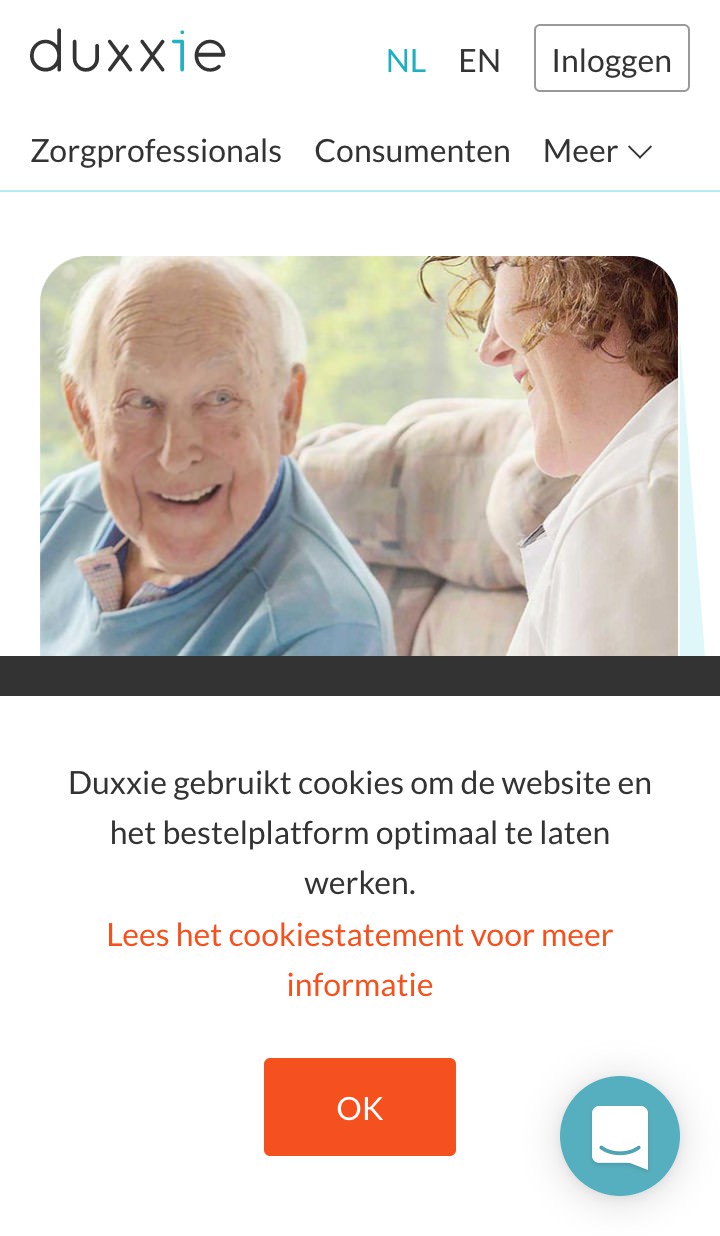 duxxie
NL EN Inloggen
Zorgprofessionals Consumenten Meer
Duxxie gebruikt cookies om de website en
het bestelplatform optimaal te laten
werken.
Lees het cookiestatement voor meer
informatie
OK